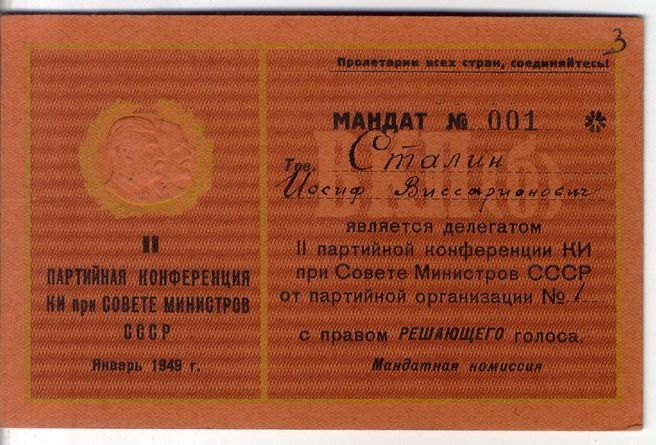 3
Пролетарии всех стран, соединяйтесь!
МАНДАТ № 001
ВКП(б)
Тов. Сталин
Иосиф Виссарионович
является делегатом
II партийной конференции КИ
при Совете Министров СССР
от партийной организации № 1
с правом РЕШАЮЩЕГО голоса.
Мандатная комиссия
II
ПАРТИЙНАЯ КОНФЕРЕНЦИЯ
КИ при СОВЕТЕ МИНИСТРОВ
СССР
Январь 1949 г.